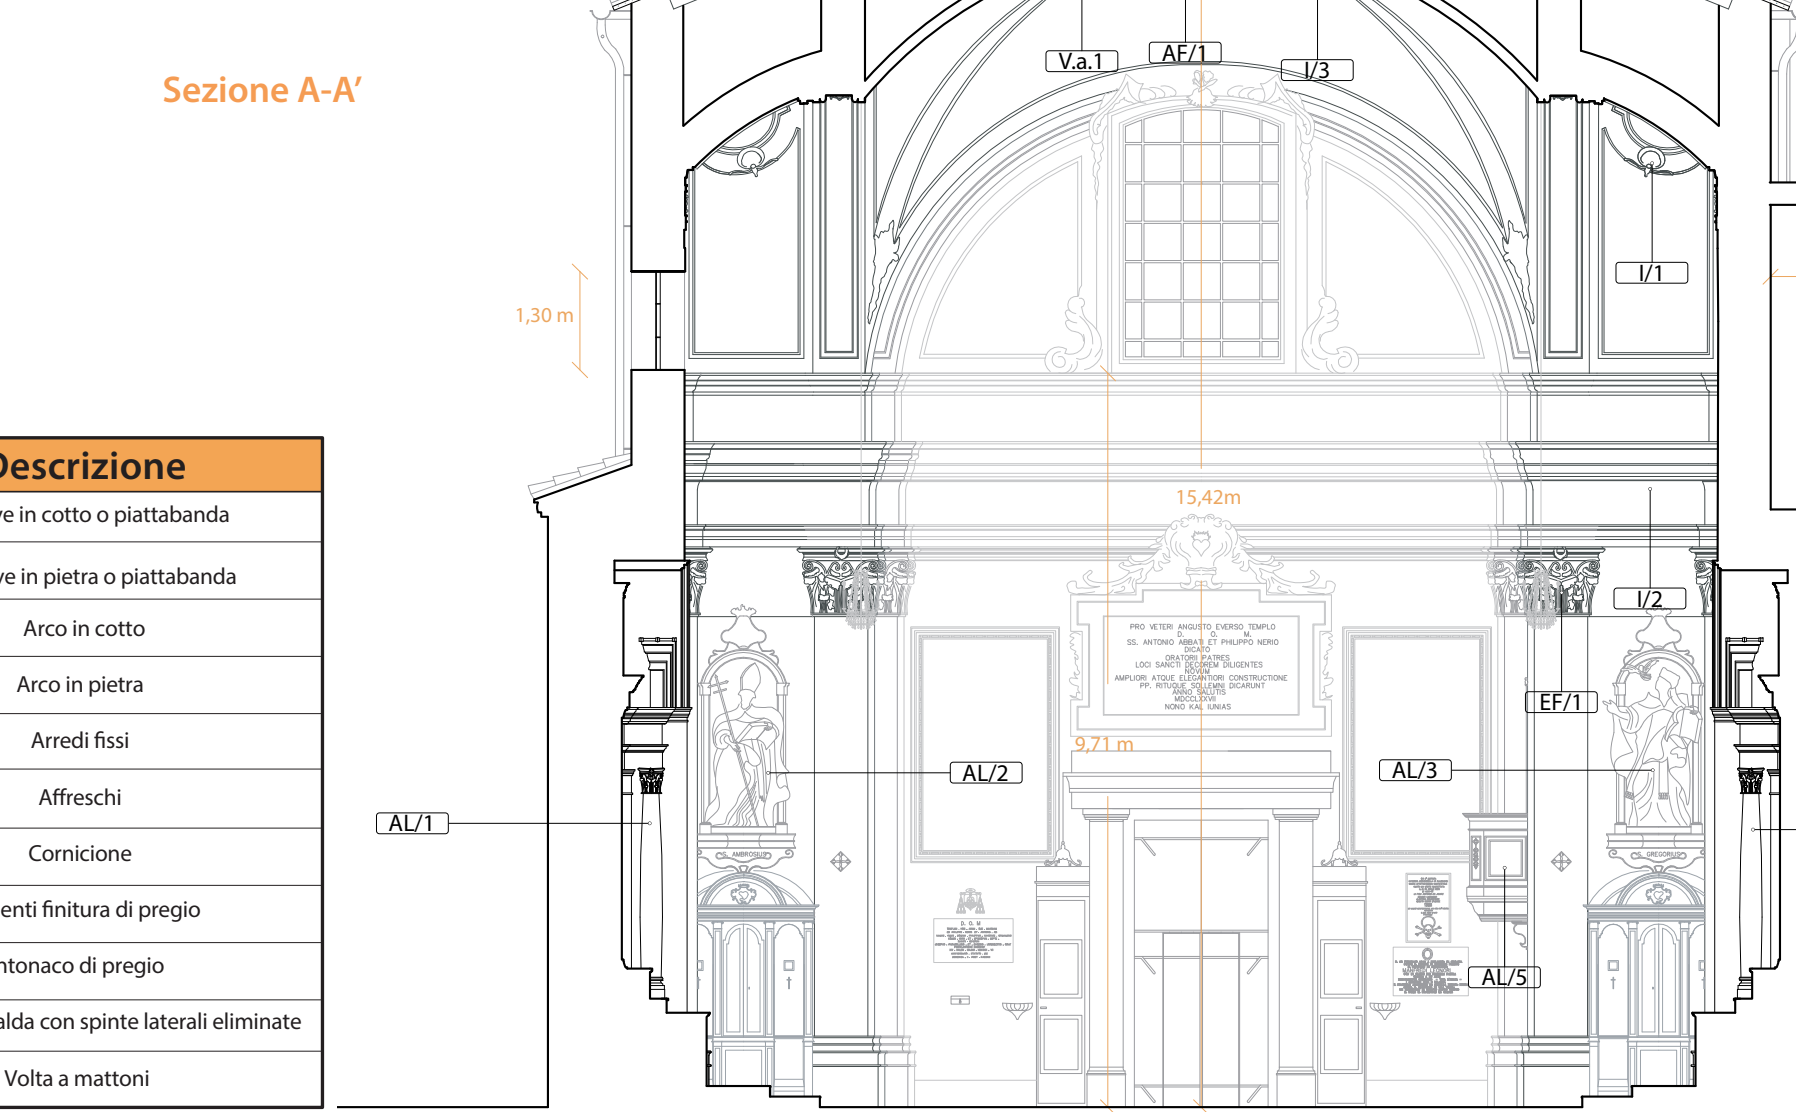 Sezione A-A’
V.a.1
AF/1
I/3
I/1
1,30 m
Descrizione
ve in cotto o piattabanda
ve in pietra o piattabanda
Arco in cotto
Arco in pietra
Arredi fissi
Affreschi
Cornicione
enti finitura di pregio
ntonaco di pregio
alda con spinte laterali eliminate
Volta a mattoni
15,42m
I/2
PRO VETERI ANGUSTO EVERSO TEMPLO
D. O. M.
SS. ANTONIO ABBATI ET PHILIPPO NERIO
DICATO
ORATORII PATRES
LOCI SANCTI DECOREM DILIGENTES
NOVUM
AMPLIORI ATQUE ELEGANTIORI CONSTRUCTIONE
PP. RITUQUE SOLLEMNI DICARUNT
ANNO SALUTIS
MDCCLXXVII
NONO KAL IUNIAS
EF/1
9,71 m
AL/2
AL/3
AL/1
S. AMBROSIUS
S. GREGORIUS
D. O. M
AL/5